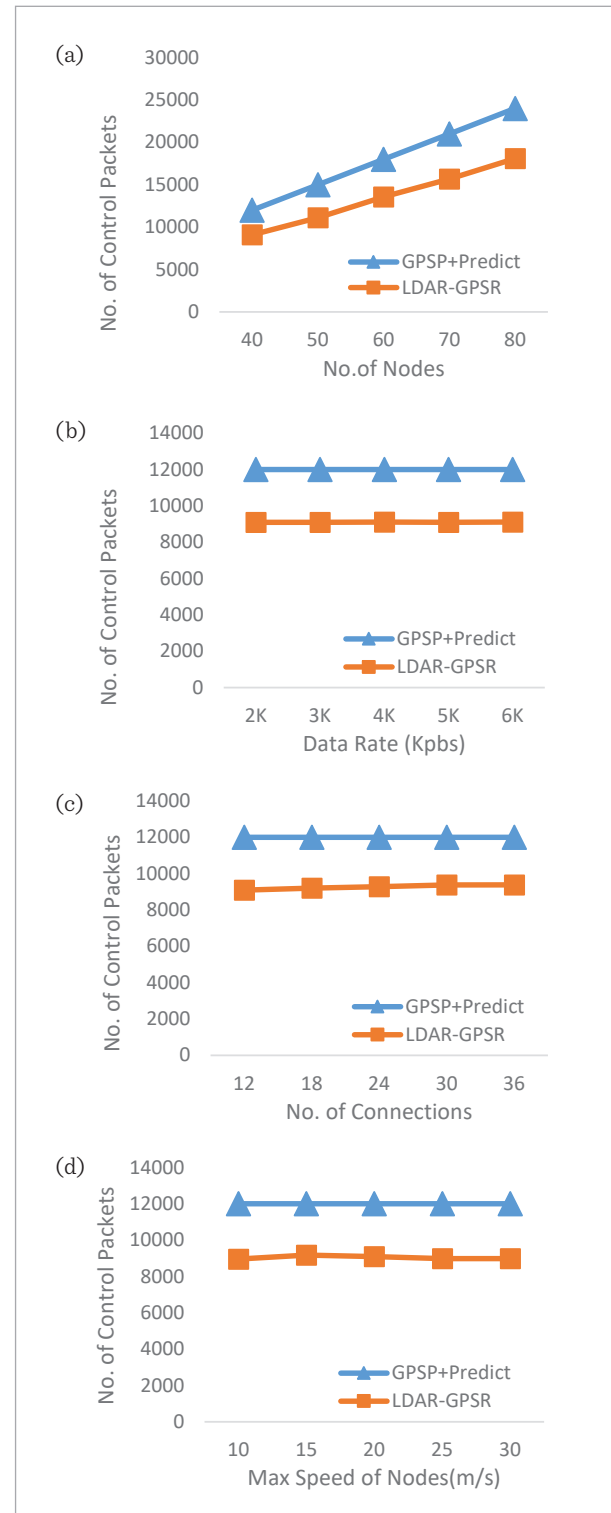 (a)
30000
25000
20000
15000
10000
5000
0
No. of Control Packets
GPSP+Predict
LDAR-GPSR
40 50 60 70 80
No.of Nodes
(b)
14000
12000
10000
8000
6000
4000
2000
0
No. of Control Packets
GPSP+Predict
LDAR-GPSR
2K 3K 4K 5K 6K
Data Rate (Kpbs)
(c)
14000
12000
10000
8000
6000
4000
2000
0
No. of Control Packets
GPSP+Predict
LDAR-GPSR
12 18 24 30 36
No. of Connections
(d)
14000
12000
10000
8000
6000
4000
2000
0
No. of Control Packets
GPSP+Predict
LDAR-GPSR
10 15 20 25 30
Max Speed of Nodes(m/s)